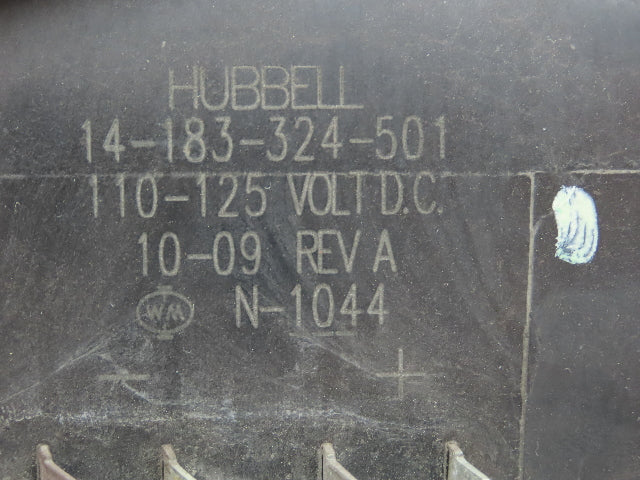 HUBBELL
14-183-324-501
110-125 VOLT D.C.
10-09 REV A
WM N-1044
- +